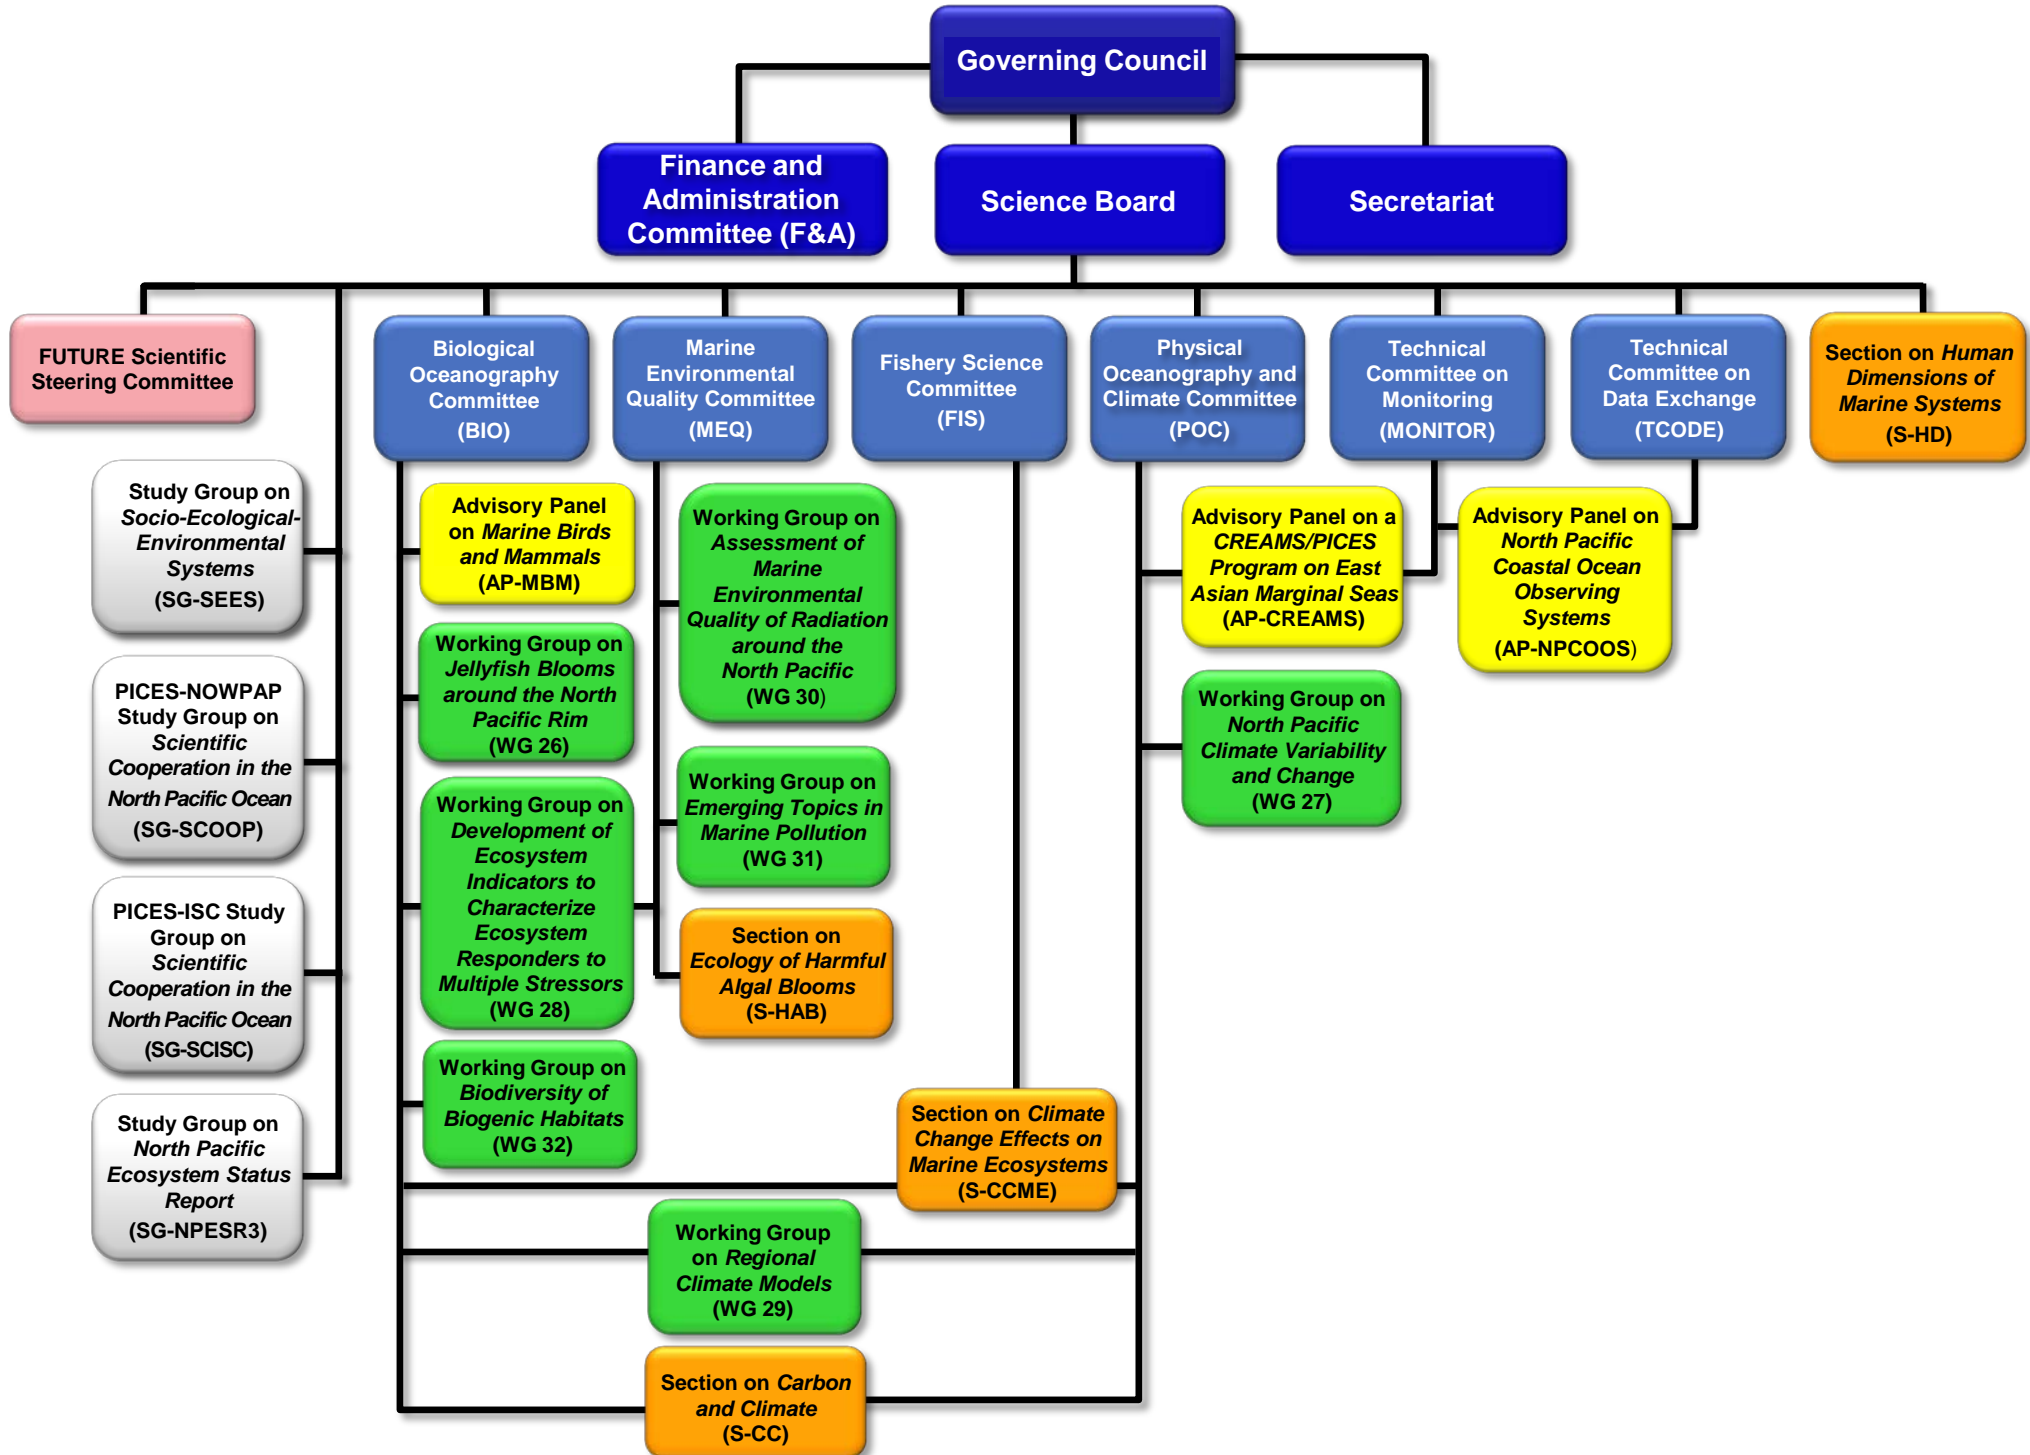 Governing Council
Finance and
Administration
Committee (F&A)
Science Board
Secretariat
FUTURE Scientific
Steering Committee
Biological
Oceanography
Committee
(BIO)
Marine
Environmental
Quality Committee
(MEQ)
Fishery Science
Committee
(FIS)
Physical
Oceanography and
Climate Committee
(POC)
Technical
Committee on
Monitoring
(MONITOR)
Technical
Committee on
Data Exchange
(TCODE)
Section on Human
Dimensions of
Marine Systems
(S-HD)
Study Group on
Socio-Ecological-
Environmental
Systems
(SG-SEES)
PICES-NOWPAP
Study Group on
Scientific
Cooperation in the
North Pacific Ocean
(SG-SCOOP)
PICES-ISC Study
Group on
Scientific
Cooperation in the
North Pacific Ocean
(SG-SCISC)
Study Group on
North Pacific
Ecosystem Status
Report
(SG-NPESR3)
Advisory Panel
on Marine Birds
and Mammals
(AP-MBM)
Working Group on
Jellyfish Blooms
around the North
Pacific Rim
(WG 26)
Working Group on
Development of
Ecosystem
Indicators to
Characterize
Ecosystem
Responders to
Multiple Stressors
(WG 28)
Working Group on
Biodiversity of
Biogenic Habitats
(WG 32)
Working Group on
Assessment of
Marine
Environmental
Quality of Radiation
around the
North Pacific
(WG 30)
Working Group on
Emerging Topics in
Marine Pollution
(WG 31)
Section on
Ecology of Harmful
Algal Blooms
(S-HAB)
Section on Climate
Change Effects on
Marine Ecosystems
(S-CCME)
Working Group
on Regional
Climate Models
(WG 29)
Section on Carbon
and Climate
(S-CC)
Advisory Panel on a
CREAMS/PICES
Program on East
Asian Marginal Seas
(AP-CREAMS)
Working Group on
North Pacific
Climate Variability
and Change
(WG 27)
Advisory Panel on
North Pacific
Coastal Ocean
Observing
Systems
(AP-NPCOOS)